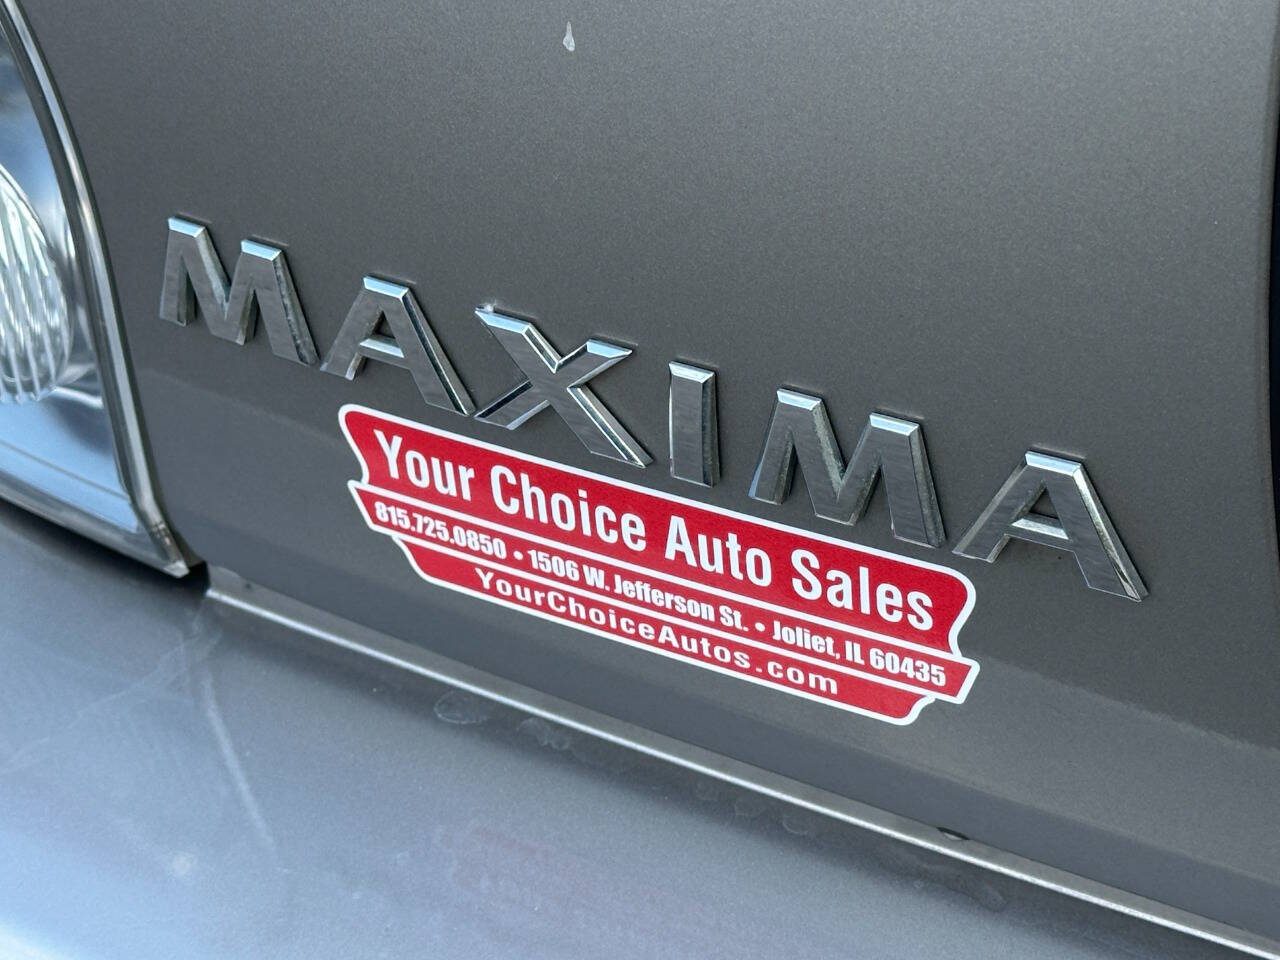 MAXIMA
Your Choice Auto Sales
815.725.0850 • 1506 W. Jefferson St. • Joliet, IL 60435
YourChoiceAutos.com